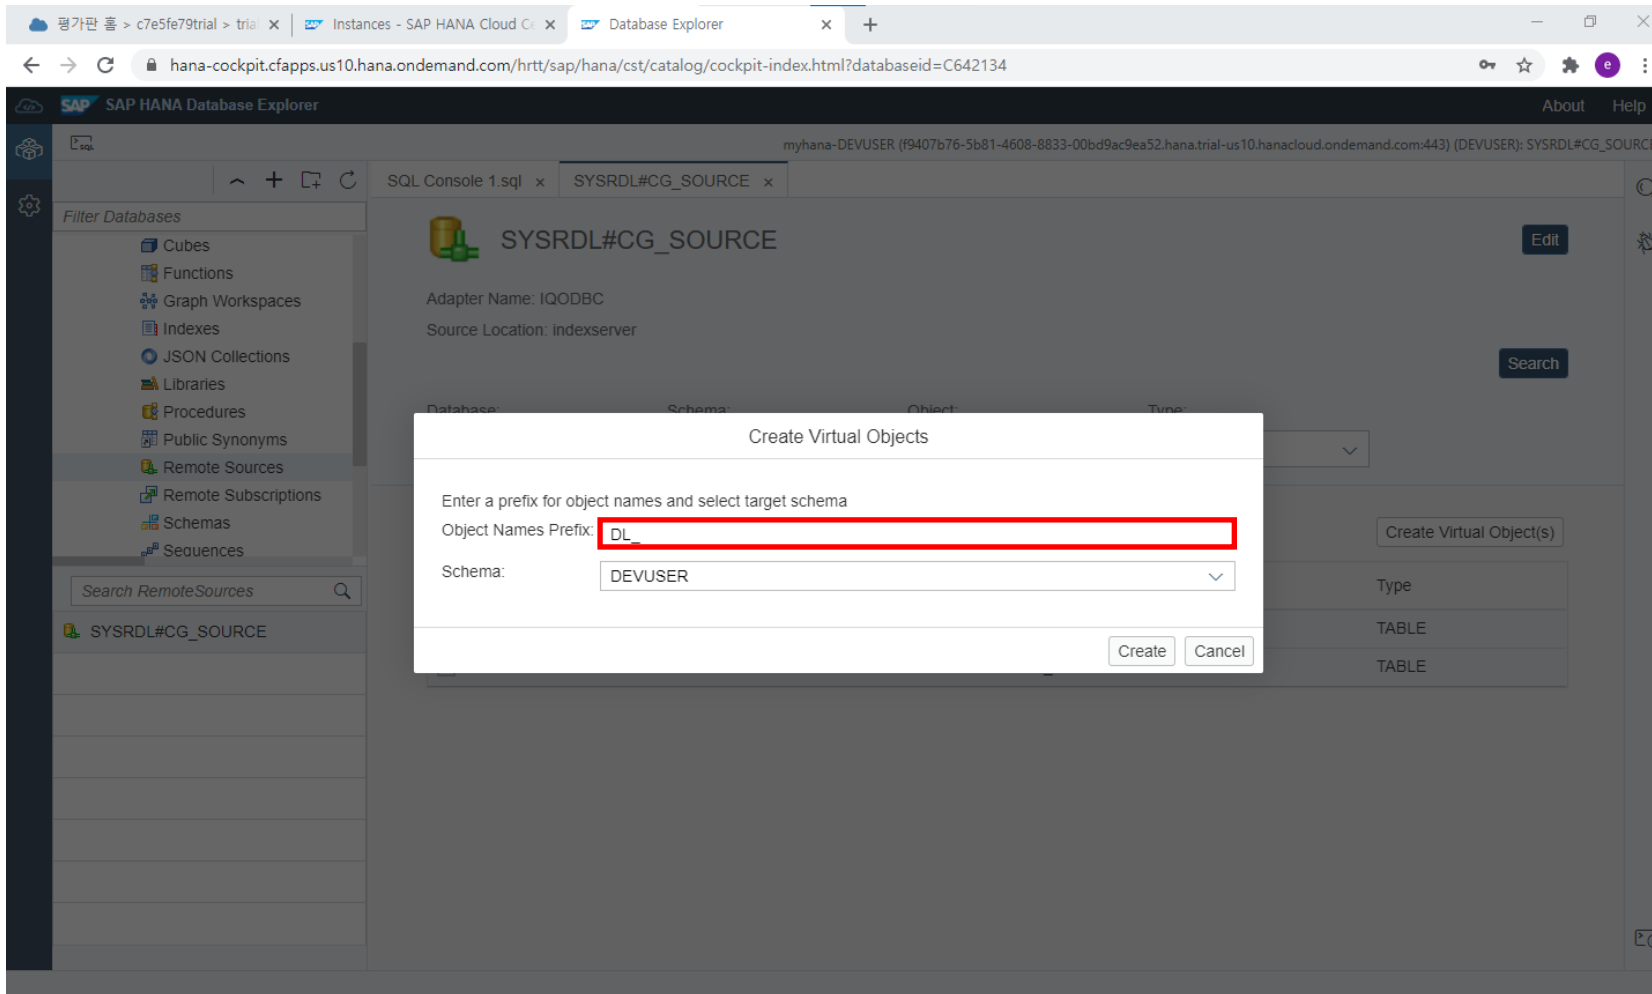 평가판 홈 > c7e5fe79trial > tria
Instances - SAP HANA Cloud Ce
Database Explorer
hana-cockpit.cfapps.us10.hana.ondemand.com/hrtt/sap/hana/cst/catalog/cockpit-index.html?databaseid=C642134
e
SAP SAP HANA Database Explorer
About Help
myhana-DEVUSER (f9407b76-5b81-4608-8833-00bd9ac9ea52.hana.trial-us10.hanacloud.ondemand.com:443) (DEVUSER): SYSRDL#CG_SOURC
SQL Console 1.sql
SYSRDL#CG_SOURCE
Filter Databases
Cubes
Functions
Graph Workspaces
Indexes
JSON Collections
Libraries
Procedures
Public Synonyms
Remote Sources
Remote Subscriptions
Schemas
Sequences
Search RemoteSources
SYSRDL#CG_SOURCE
SYSRDL#CG_SOURCE
Edit
Adapter Name: IQODBC
Source Location: indexserver
Search
Database: Schema: Object: Type:
Create Virtual Objects
Enter a prefix for object names and select target schema
Object Names Prefix: DL_
Schema: DEVUSER
Create Cancel
Create Virtual Object(s)
Type
TABLE
TABLE